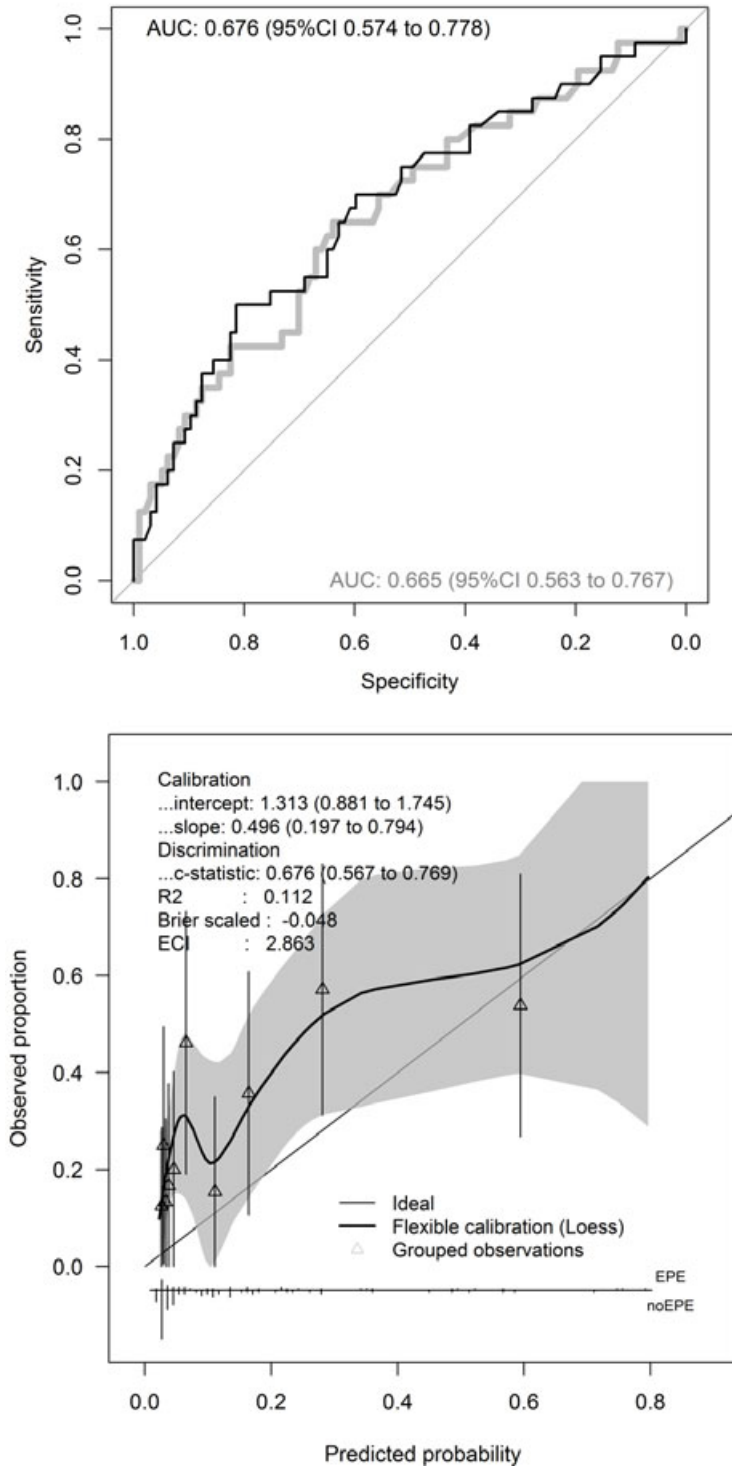 AUC: 0.676 (95%CI 0.574 to 0.778)
1.0
0.8
0.6
0.4
0.2
0.0
Sensitivity
AUC: 0.665 (95%CI 0.563 to 0.767)
1.0 0.8 0.6 0.4 0.2 0.0
Specificity
Calibration
...intercept: 1.313 (0.881 to 1.745)
...slope: 0.496 (0.197 to 0.794)
Discrimination
...c-statistic: 0.676 (0.567 to 0.769)
R2 : 0.112
Brier scaled : -0.048
ECI : 2.863
1.0
0.8
0.6
0.4
0.2
0.0
Observed proportion
Ideal
Flexible calibration (Loess)
Grouped observations
EPE
noEPE
0.0 0.2 0.4 0.6 0.8
Predicted probability